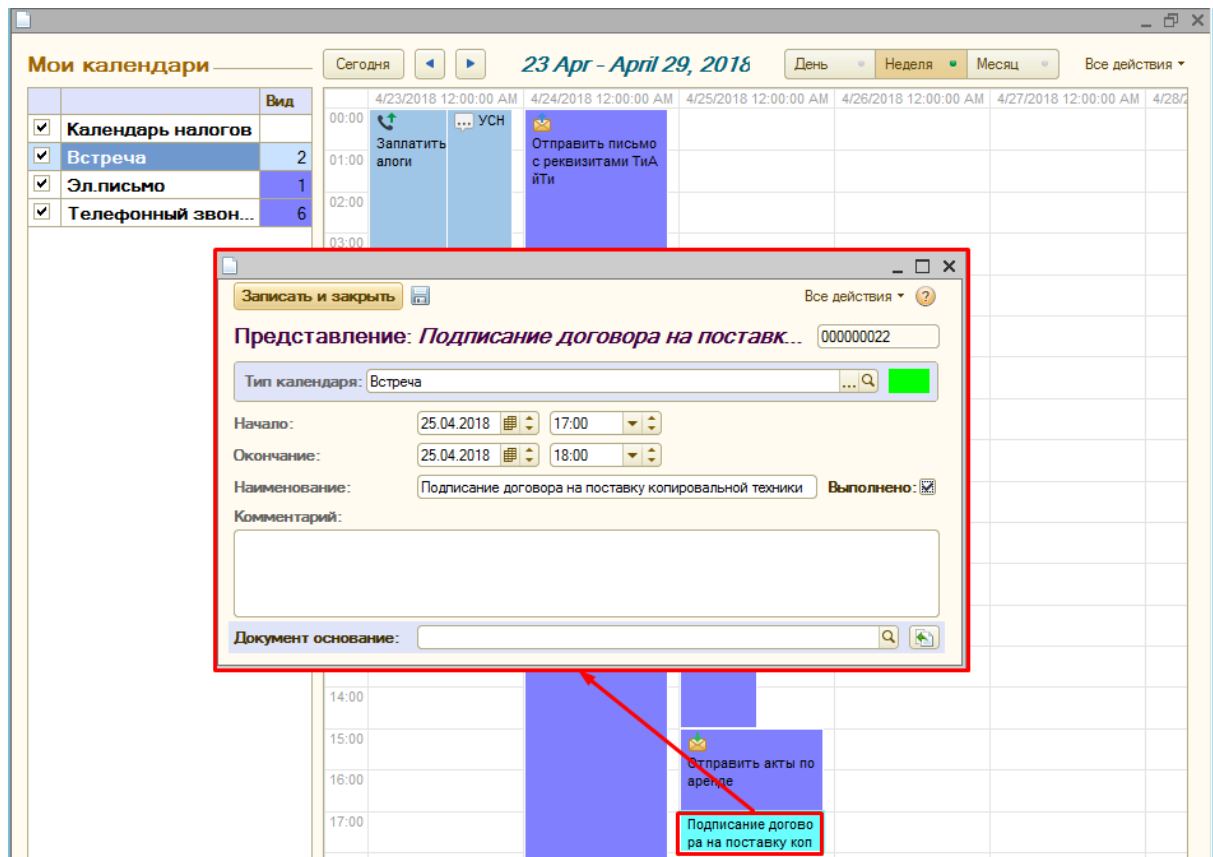 Мои календари
Сегодня
23 Apr - April 29, 2018
День
Неделя
Месяц
Все действия
Вид
Календарь налогов
Встреча 2
Эл.письмо 1
Телефонный звон... 6
4/23/2018 12:00:00 AM 4/24/2018 12:00:00 AM 4/25/2018 12:00:00 AM 4/26/2018 12:00:00 AM 4/27/2018 12:00:00 AM 4/28/2
00:00
Заплатить
алоги
... УСН
Отправить письмо
с реквизитами ТиА
йТи
01:00
02:00
03:00
Записать и закрыть
Все действия
?
Представление: Подписание договора на поставк... 000000022
Тип календаря: Встреча ...
Начало: 25.04.2018 17:00
Окончание: 25.04.2018 18:00
Наименование: Подписание договора на поставку копировальной техники Выполнено:
Комментарий:
Документ основание:
14:00
15:00
Отправить акты по
аренде
16:00
17:00
Подписание догово
ра на поставку коп